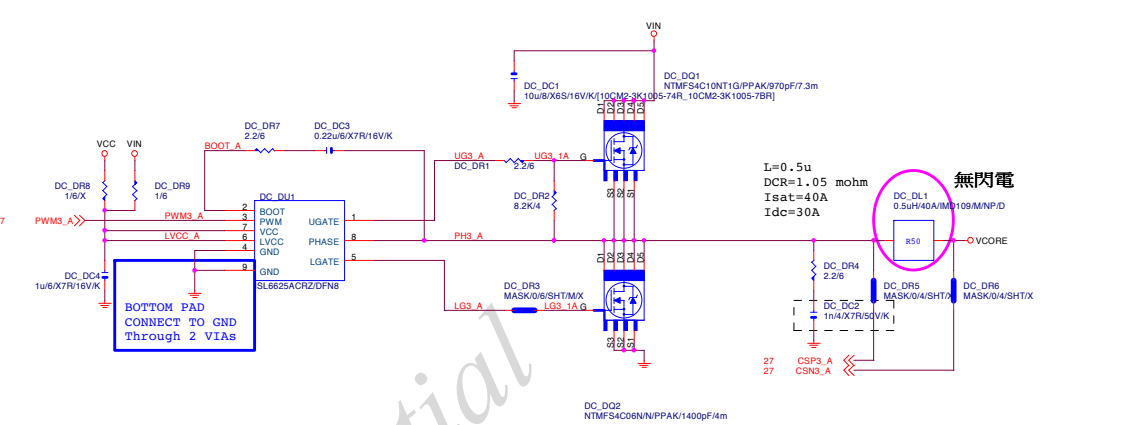 VIN
DC_DQ1
NTMFS4C10NT1G/PPAK/970pF/7.3m
DC_DC1
10u/8/X6S/16V/K/[10CM2-3K1005-74R_10CM2-3K1005-7BR]
D1
D2
D3
D4
D5
G
S3
S2
S1
DC_DR7
2.2/6
DC_DC3
0.22u/6/X7R/16V/K
BOOT_A
VCC
VIN
DC_DR8
1/6/X
DC_DR9
1/6
UG3_A
DC_DR1
2.2/6
UG3_1A
DC_DR2
8.2K/4
7
PWM3_A
PWM3_A
LVCC_A
DC_DU1
2
BOOT
3
PWM
7
VCC
6
LVCC
4
GND
9
GND
UGATE
1
PHASE
8
LGATE
5
ISL6625ACRZ/DFN8
PH3_A
DC_DC4
1u/6/X7R/16V/K
BOTTOM PAD
CONNECT TO GND
Through 2 VIAs
DC_DR3
MASK/0/6/SHT/M/X
LG3_A
LG3_1A
D1
D2
D3
D4
D5
G
S3
S2
S1
DC_DQ2
NTMFS4C06N/N/PPAK/1400pF/4m
L=0.5u
DCR=1.05 mohm
Isat=40A
Idc=30A
無閃電
DC_DL1
0.5uH/40A/IMD109/M/NP/D
R50
VCORE
DC_DR4
2.2/6
DC_DC2
1n/4/X7R/50V/K
DC_DR5
MASK/0/4/SHT/X
DC_DR6
MASK/0/4/SHT/X
27 CSP3_A
27 CSN3_A